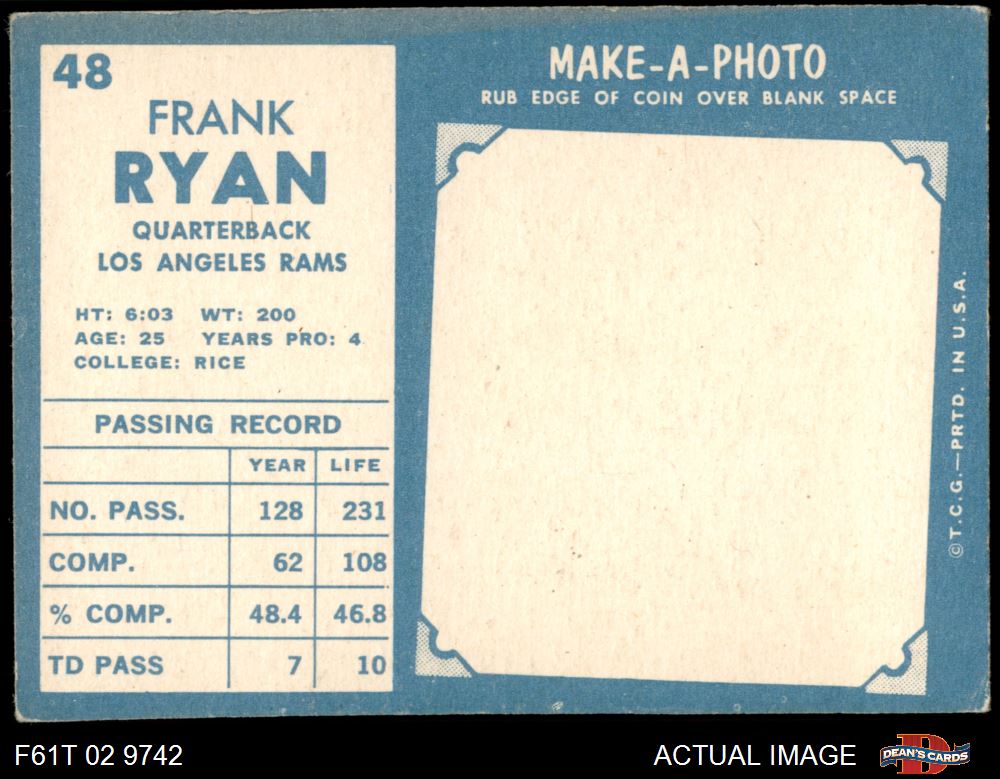 48
FRANK
RYAN
QUARTERBACK
LOS ANGELES RAMS
HT: 6:03 WT: 200
AGE: 25 YEARS PRO: 4
COLLEGE: RICE
PASSING RECORD
YEAR LIFE
NO. PASS. 128 231
COMP. 62 108
% COMP. 48.4 46.8
TD PASS 7 10
MAKE-A-PHOTO
RUB EDGE OF COIN OVER BLANK SPACE
©T.C.G.—PRTD. IN U.S.A.
F61T 02 9742
ACTUAL IMAGE
D
DEAN'S CARDS